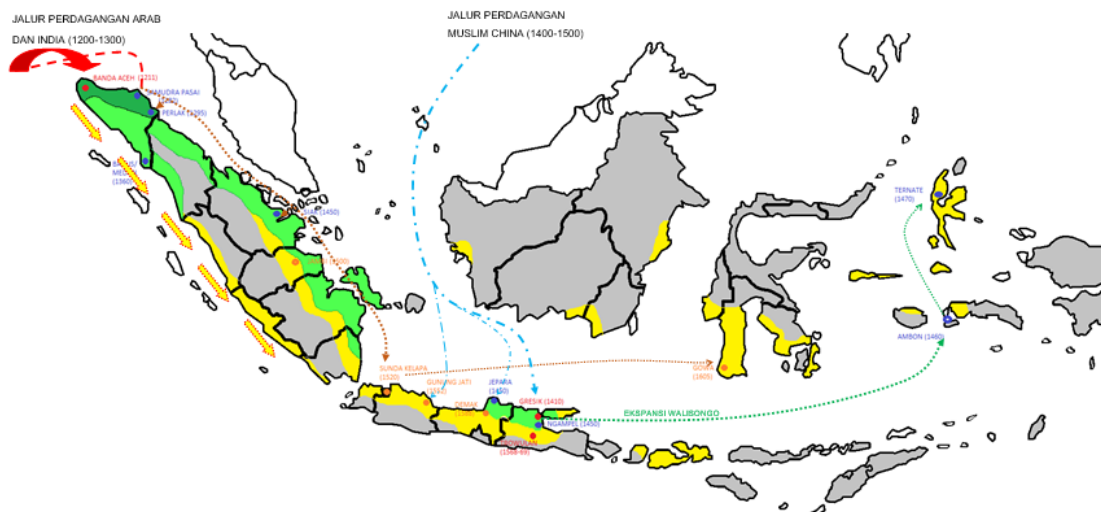 JALUR PERDAGANGAN ARAB
DAN INDIA (1200-1300)
JALUR PERDAGANGAN
MUSLIM CHINA (1400-1500)
BANDA ACEH
SAMUDRA PASAI
PERLAK
(1360)
SIAK (1450)
TERNATE
(1470)
AMBON (1460)
SUNDA KELAPA
(1520)
GUNUNG JATI
JEPARA
DEMAK
GRESIK (1410)
NGAMPEL (1450)
GOWA
(1605)
EKSPANSI WALISONGO